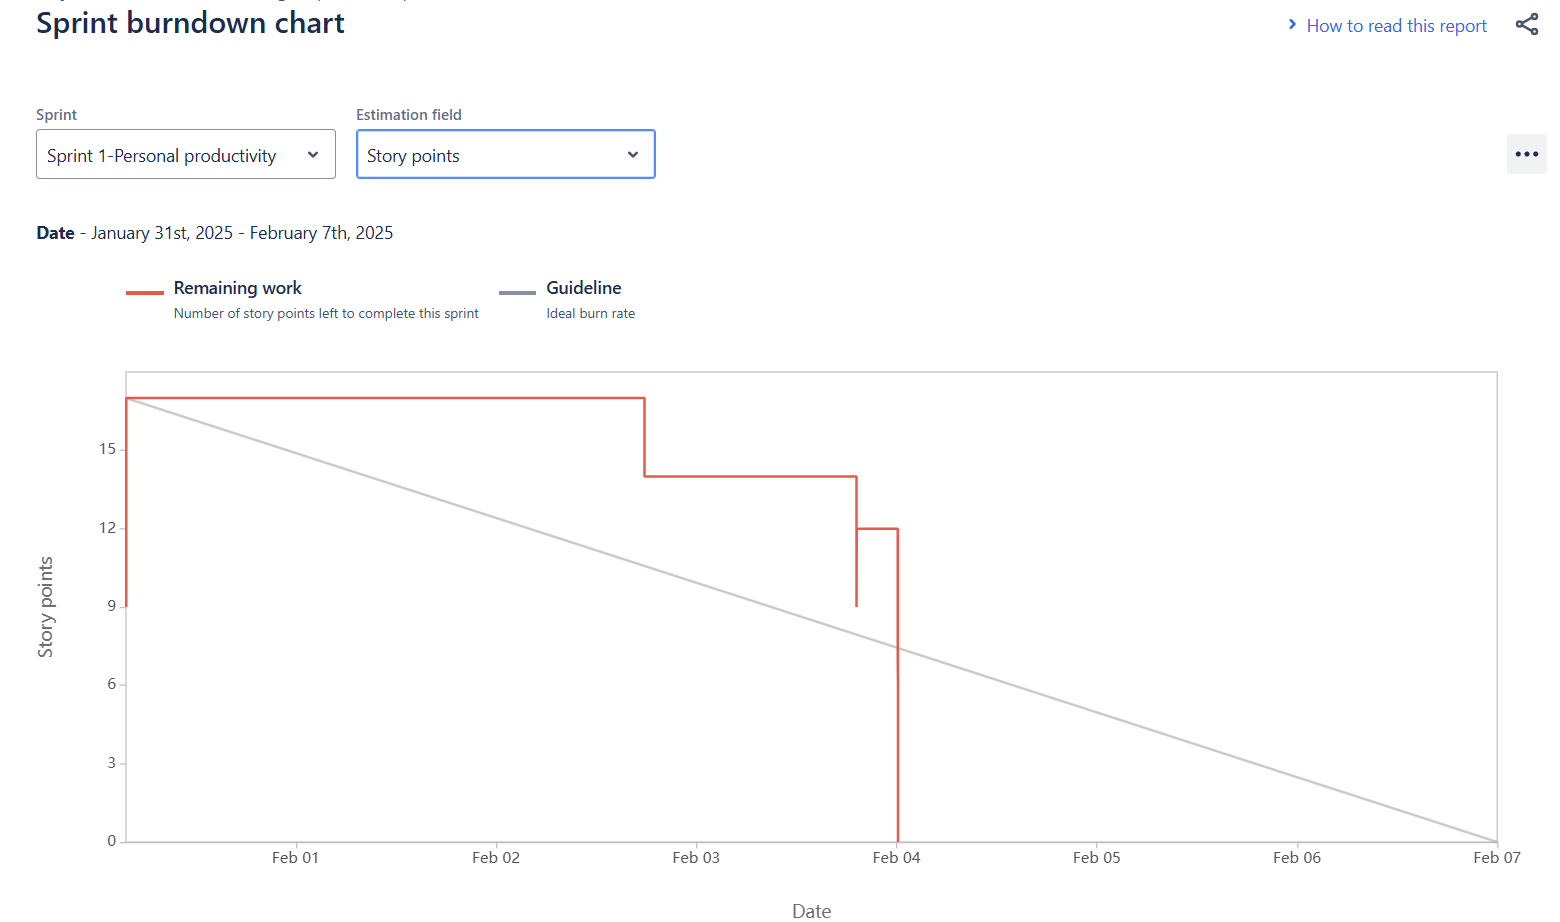 Sprint burndown chart
How to read this report
Sprint
Estimation field
Sprint 1-Personal productivity
Story points
Date - January 31st, 2025 - February 7th, 2025
Remaining work
Number of story points left to complete this sprint
Guideline
Ideal burn rate
Story points
15
12
9
6
3
0
Feb 01
Feb 02
Feb 03
Feb 04
Feb 05
Feb 06
Feb 07
Date